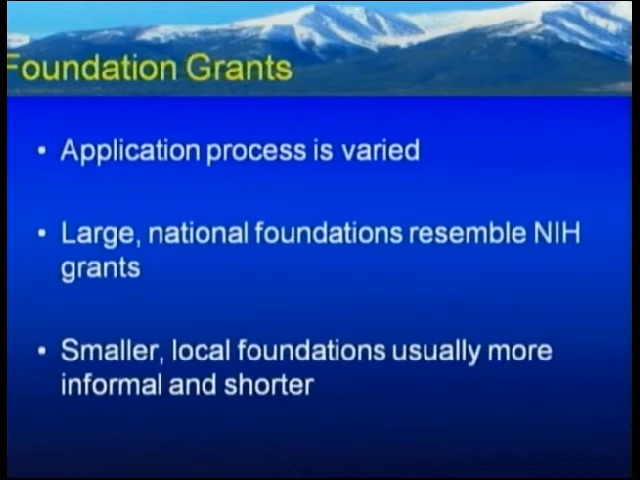 Foundation Grants
• Application process is varied
• Large, national foundations resemble NIH
grants
• Smaller, local foundations usually more
informal and shorter